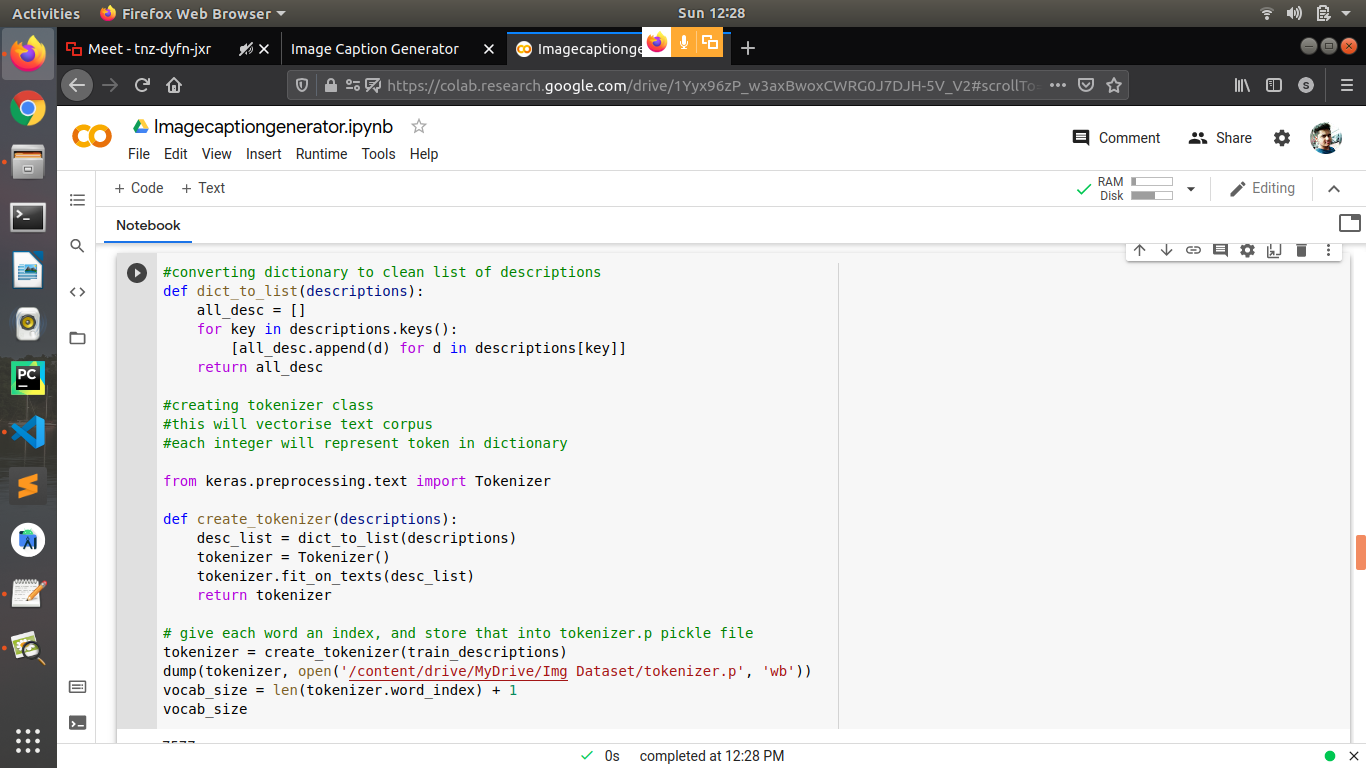 Activities Firefox Web Browser Sun 12:28
Meet - tnz-dyfn-jxr Image Caption Generator Imagecaptionge
https://colab.research.google.com/drive/1Yyx96zP_w3axBwoxCWRG0J7DJH-5V_V2#scrollTo S
Imagecaptiongenerator.ipynb
Comment Share
File Edit View Insert Runtime Tools Help
+ Code + Text RAM Disk Editing
Notebook
#converting dictionary to clean list of descriptions
def dict_to_list(descriptions):
    all_desc = []
    for key in descriptions.keys():
        [all_desc.append(d) for d in descriptions[key]]
    return all_desc
#creating tokenizer class
#this will vectorise text corpus
#each integer will represent token in dictionary
from keras.preprocessing.text import Tokenizer
def create_tokenizer(descriptions):
    desc_list = dict_to_list(descriptions)
    tokenizer = Tokenizer()
    tokenizer.fit_on_texts(desc_list)
    return tokenizer
# give each word an index, and store that into tokenizer.p pickle file
tokenizer = create_tokenizer(train_descriptions)
dump(tokenizer, open('/content/drive/MyDrive/Img Dataset/tokenizer.p', 'wb'))
vocab_size = len(tokenizer.word_index) + 1
vocab_size
0s completed at 12:28 PM
PC